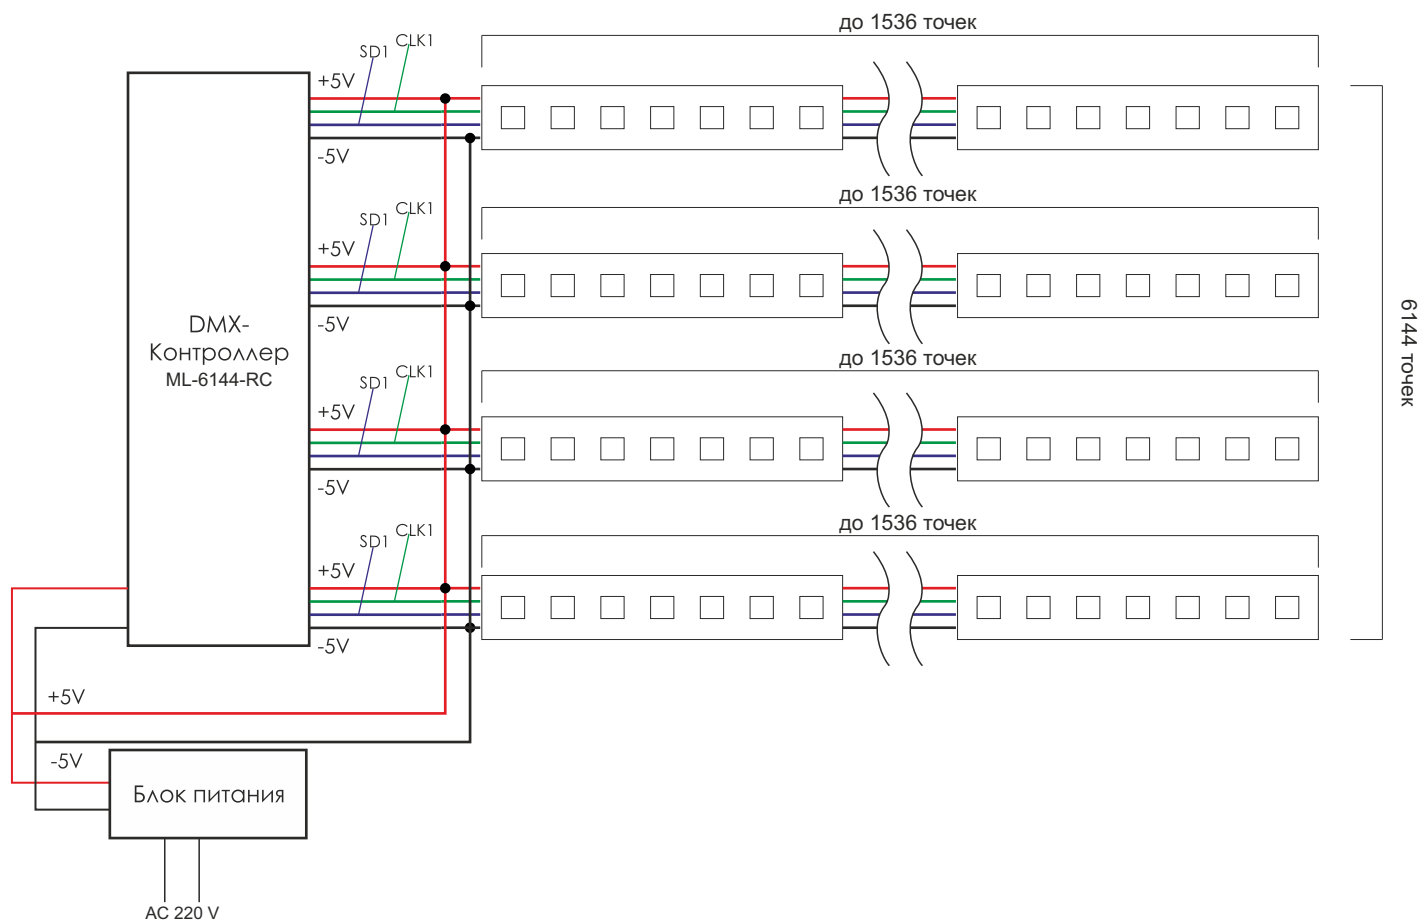 до 1536 точек
SD1
CLK1
+5V
-5V
до 1536 точек
SD1
CLK1
+5V
-5V
DMX-
Контроллер
ML-6144-RC
до 1536 точек
SD1
CLK1
+5V
-5V
до 1536 точек
SD1
CLK1
+5V
-5V
6144 точек
+5V
-5V
Блок питания
AC 220 V